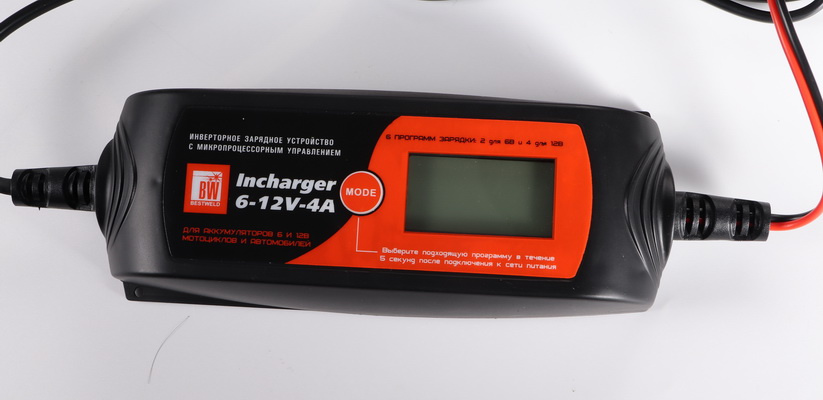 ИНВЕРТОРНОЕ ЗАРЯДНОЕ УСТРОЙСТВО
С МИКРОПРОЦЕССОРНЫМ УПРАВЛЕНИЕМ
BW
BESTWELD
Incharger
6-12V-4A
ДЛЯ АККУМУЛЯТОРОВ 6 И 12В
МОТОЦИКЛОВ И АВТОМОБИЛЕЙ
MODE
6 ПРОГРАММ ЗАРЯДКИ: 2 для 6В и 4 для 12В
Выберите подходящую программу в течение
5 секунд после подключения к сети питания